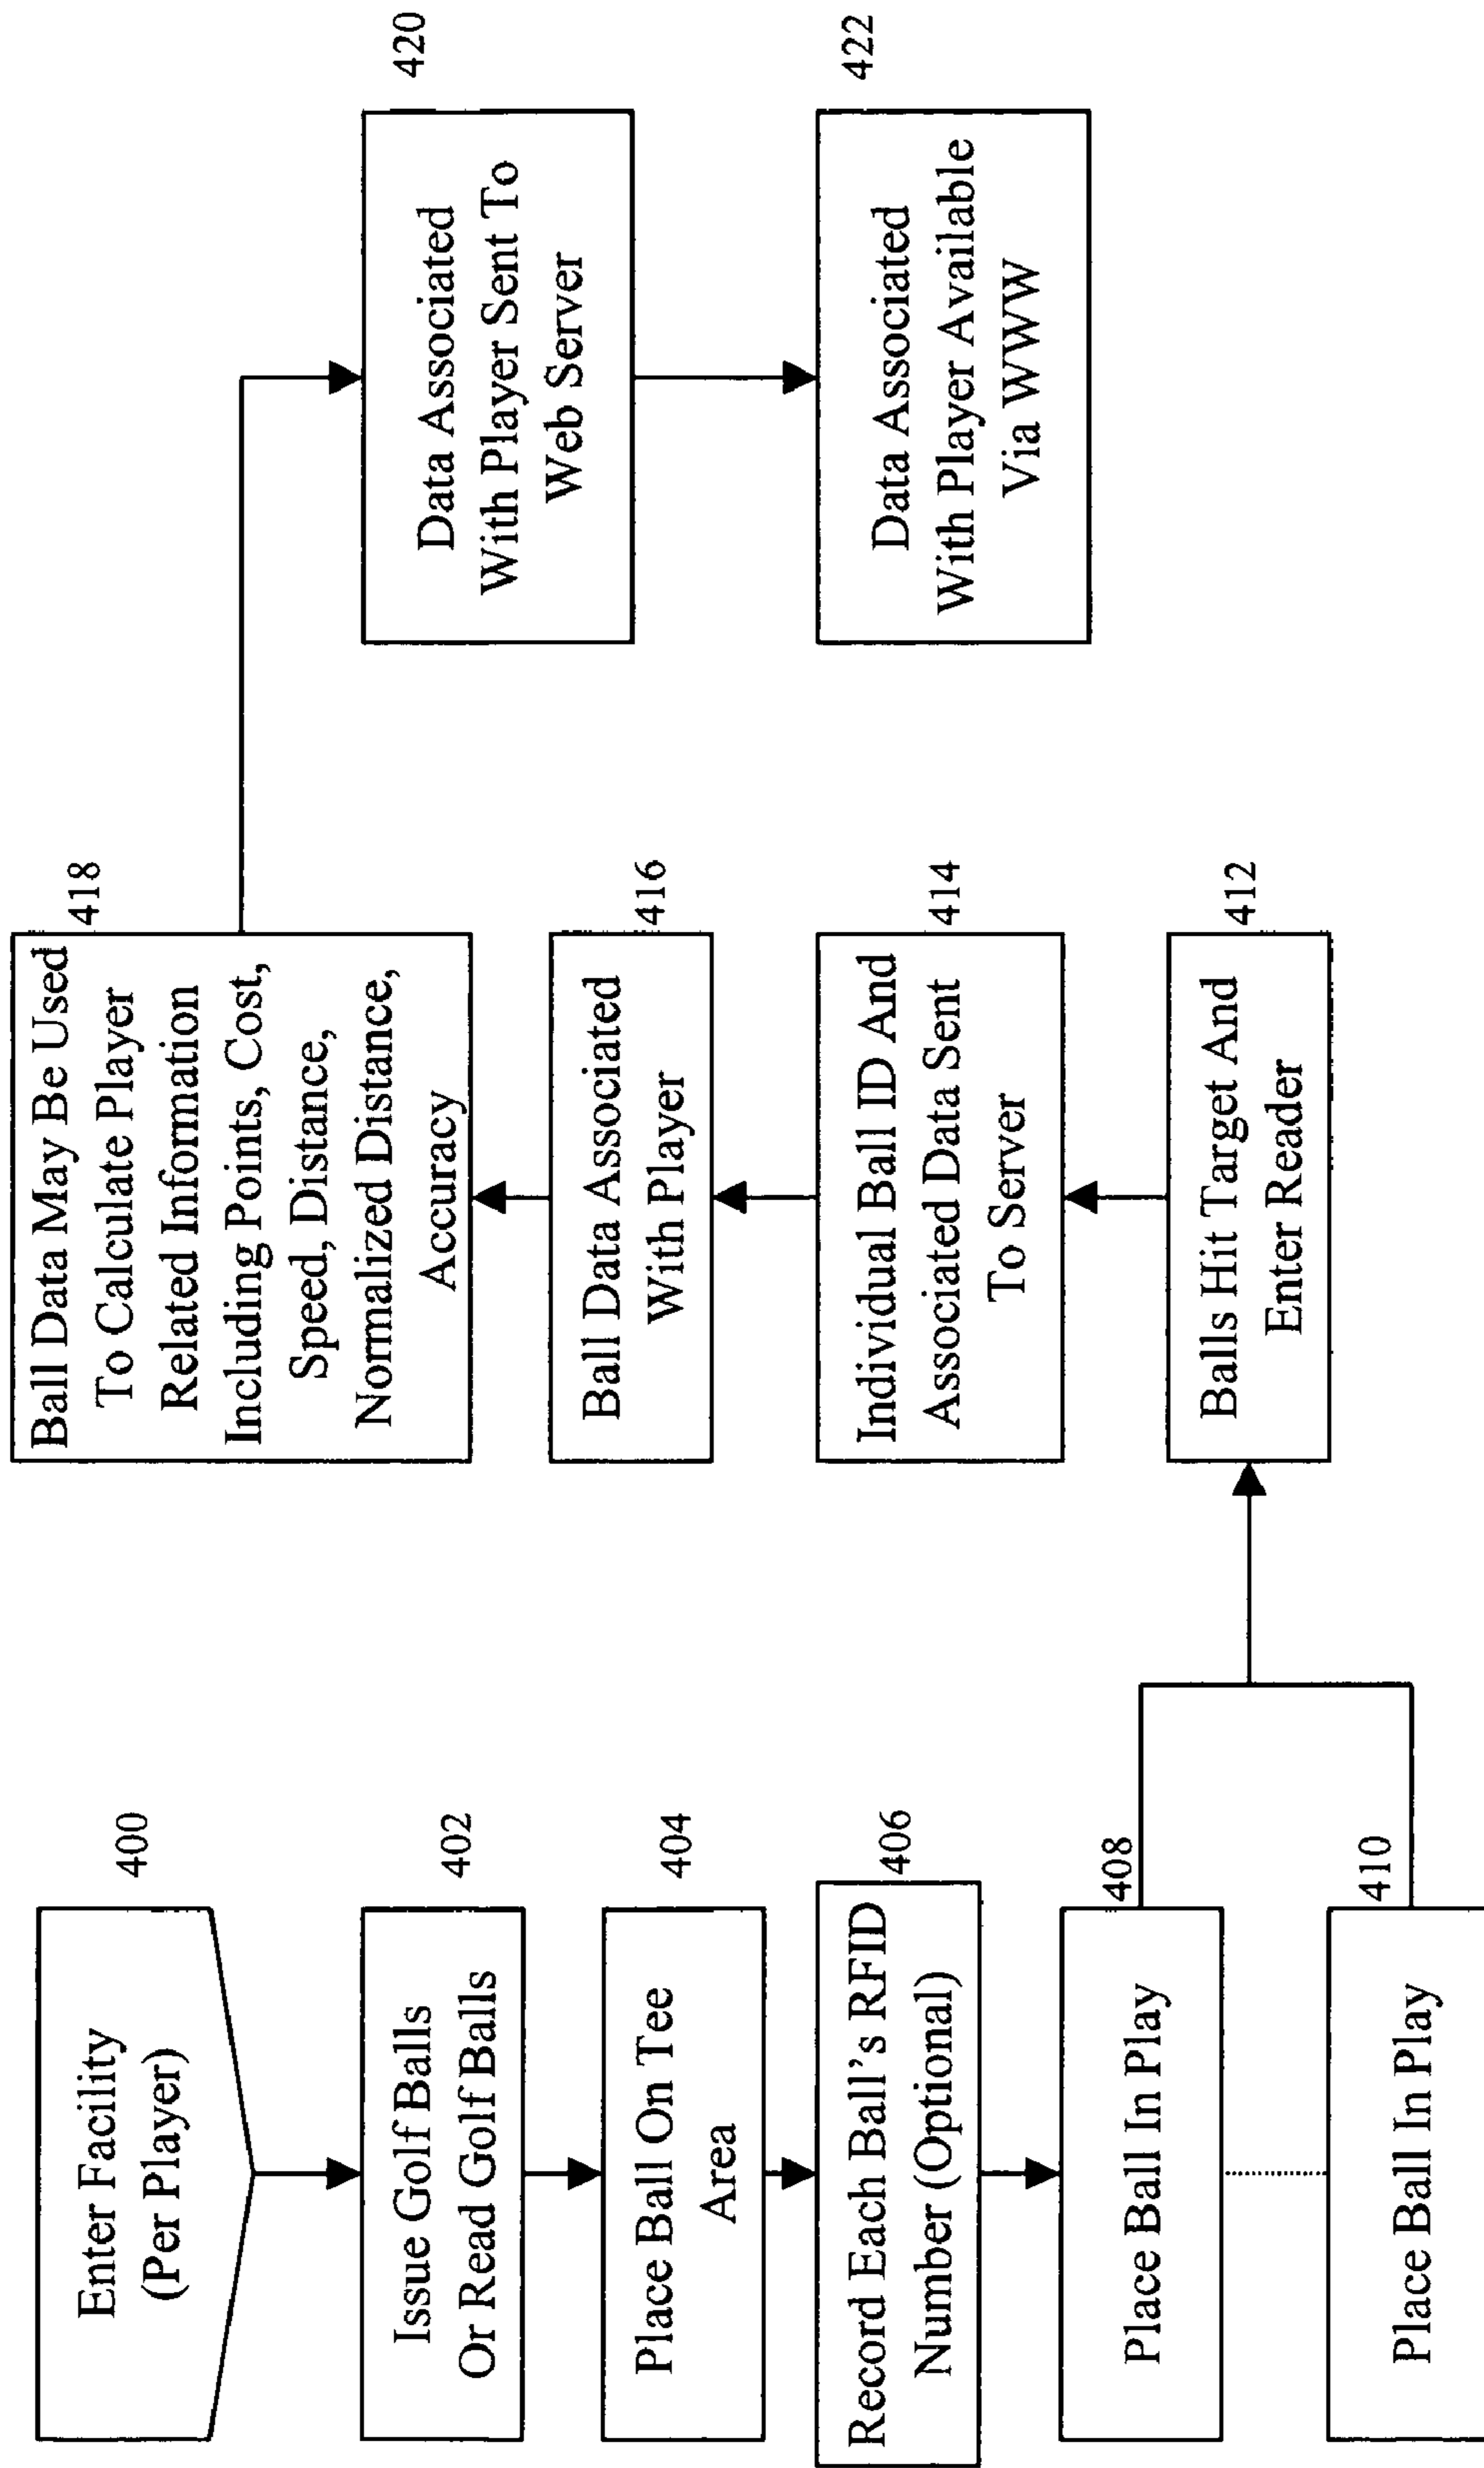 Enter Facility
(Per Player)
400
Issue Golf Balls
Or Read Golf Balls
402
Place Ball On Tee
Area
404
Record Each Ball's RFID
Number (Optional)
406
Place Ball In Play
408
Place Ball In Play
410
Balls Hit Target And
Enter Reader
412
Individual Ball ID And
Associated Data Sent
To Server
414
Ball Data Associated
With Player
416
Ball Data May Be Used
To Calculate Player
Related Information
Including Points, Cost,
Speed, Distance,
Normalized Distance,
Accuracy
418
Data Associated
With Player Sent To
Web Server
420
Data Associated
With Player Available
Via WWW
422